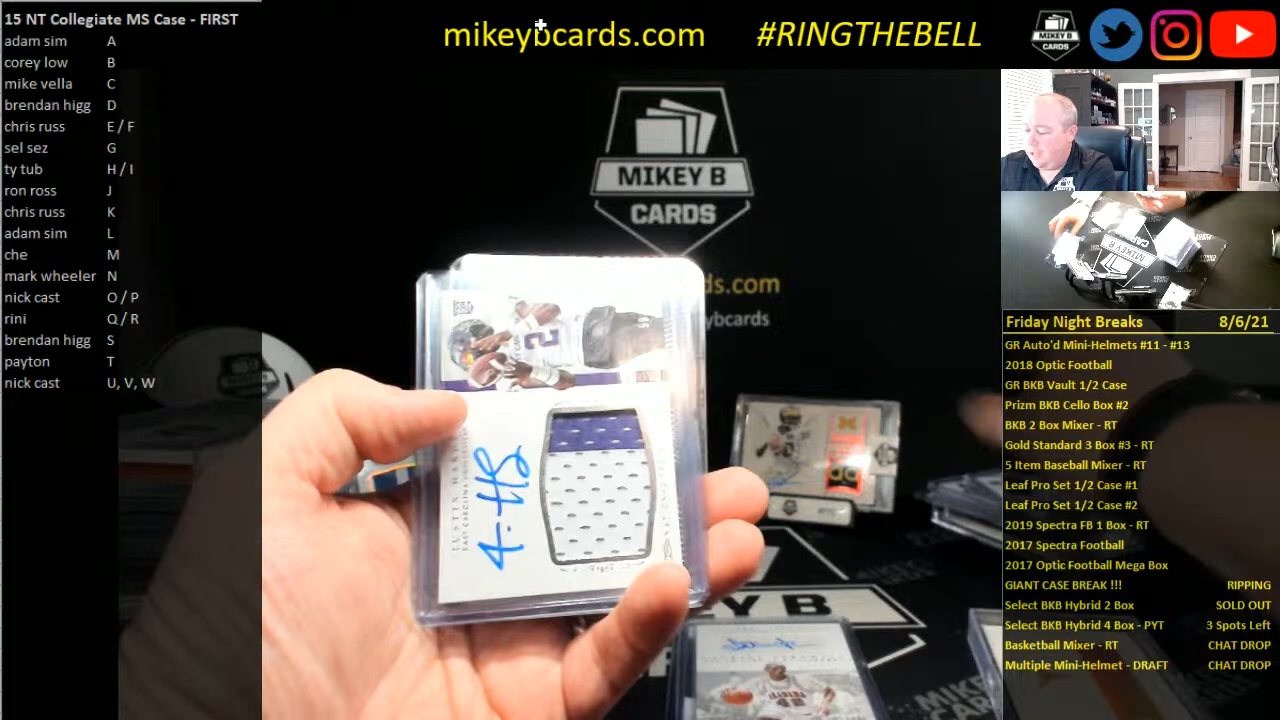 15 NT Collegiate MS Case - FIRST
adam sim A
corey low B
mike vella C
brendan higg D
chris russ E / F
sel sez G
ty tub H / I
ron ross J
chris russ K
adam sim L
che M
mark wheeler N
nick cast O / P
rini Q / R
brendan higg S
payton T
nick cast U, V, W
mikeybcards.com
#RINGTHEBELL
MIKEY B
CARDS
MIKEY B
CARDS
ds.com
ybcards
2
EY B
Friday Night Breaks 8/6/21
GR Auto'd Mini-Helmets #11 - #13
2018 Optic Football
GR BKB Vault 1/2 Case
Prizm BKB Cello Box #2
BKB 2 Box Mixer - RT
Gold Standard 3 Box #3 - RT
5 Item Baseball Mixer - RT
Leaf Pro Set 1/2 Case #1
Leaf Pro Set 1/2 Case #2
2019 Spectra FB 1 Box - RT
2017 Spectra Football
2017 Optic Football Mega Box
GIANT CASE BREAK !!! RIPPING
Select BKB Hybrid 2 Box SOLD OUT
Select BKB Hybrid 4 Box - PYT 3 Spots Left
Basketball Mixer - RT CHAT DROP
Multiple Mini-Helmet - DRAFT CHAT DROP